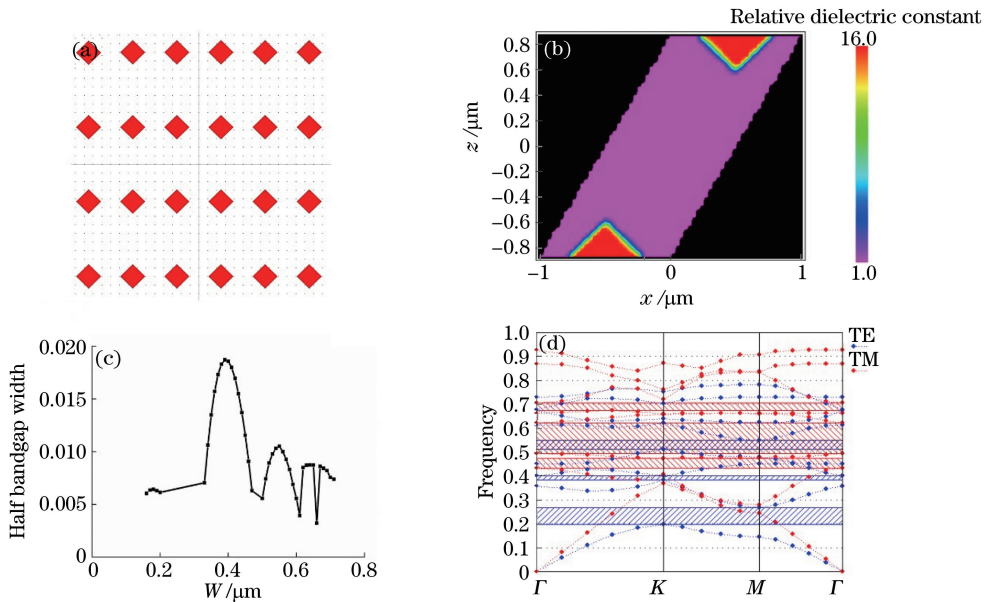 (a)
Relative dielectric constant
16.0
1.0
(b)
0.8
0.6
0.4
0.2
0
−0.2
−0.4
−0.6
−0.8
z /μm
−1
0
1
x /μm
(c)
0.020
0.015
0.010
0.005
0
Half bandgap width
0
0.2
0.4
0.6
0.8
W /μm
(d)
TE
TM
1.0
0.9
0.8
0.7
0.6
0.5
0.4
0.3
0.2
0.1
0
Frequency
Γ
K
M
Γ